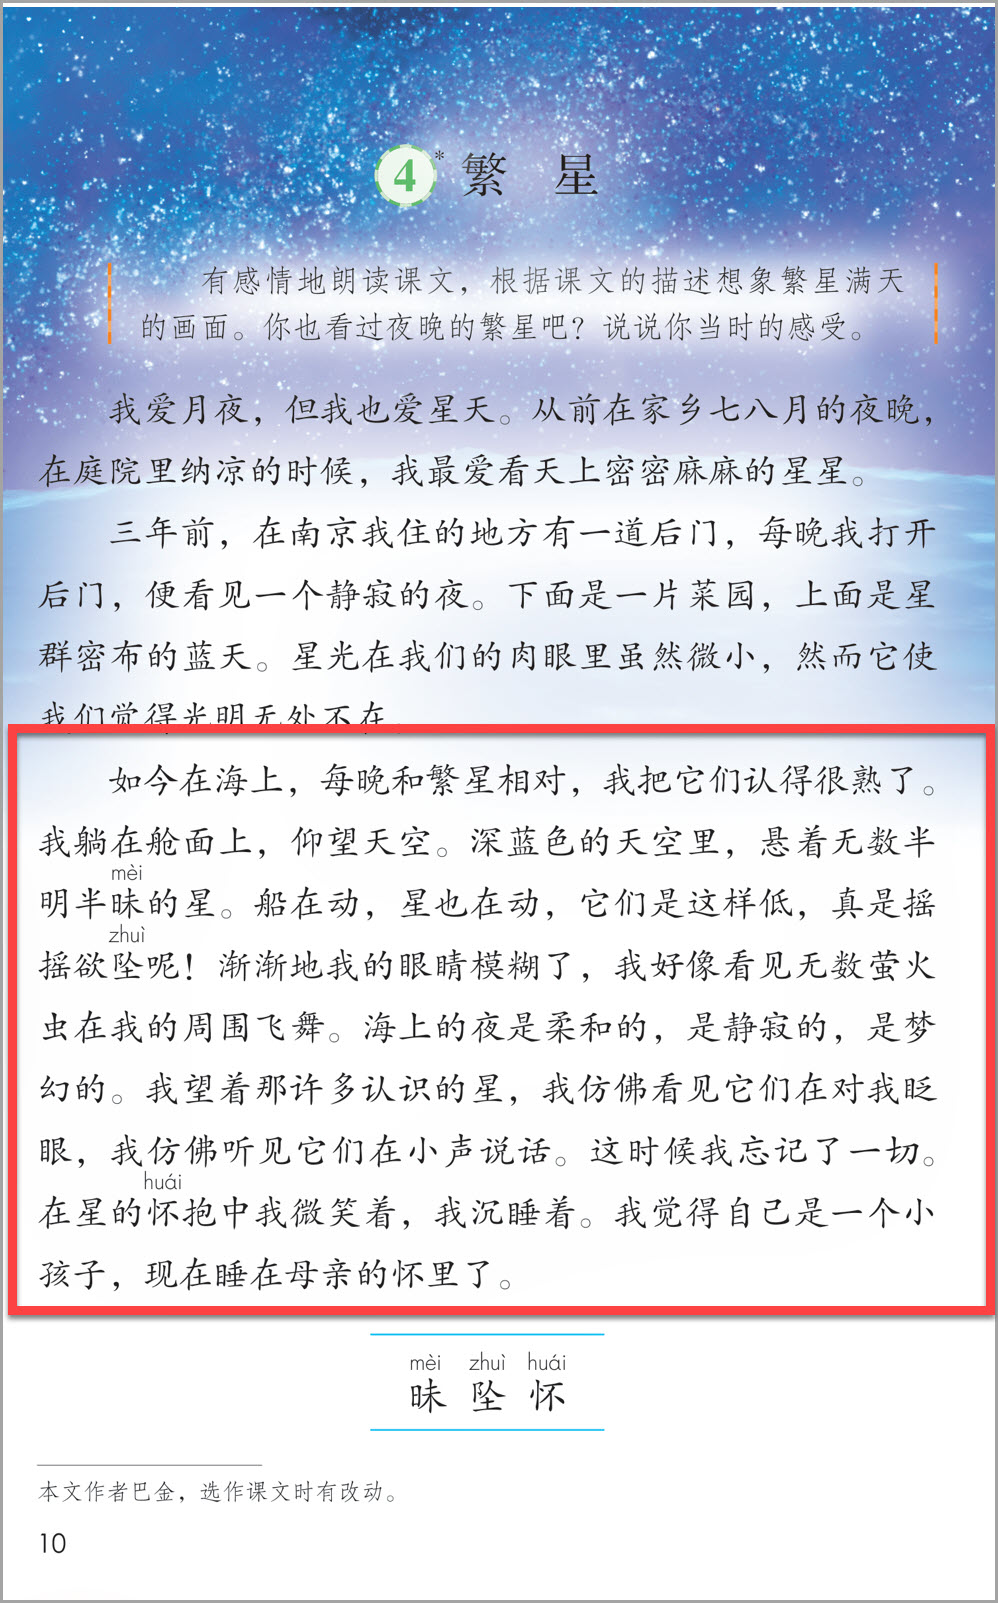 4* 繁 星
有感情地朗读课文，根据课文的描述想象繁星满天
的画面。你也看过夜晚的繁星吧？说说你当时的感受。
我爱月夜，但我也爱星天。从前在家乡七八月的夜晚，
在庭院里纳凉的时候，我最爱看天上密密麻麻的星星。
三年前，在南京我住的地方有一道后门，每晚我打开
后门，便看见一个静寂的夜。下面是一片菜园，上面是星
群密布的蓝天。星光在我们的肉眼里虽然微小，然而它使
我们觉得光明无处不在。
如今在海上，每晚和繁星相对，我把它们认得很熟了。
我躺在舱面上，仰望天空。深蓝色的天空里，悬着无数半
mèi
明半昧的星。船在动，星也在动，它们是这样低，真是摇
zhuì
摇欲坠呢！渐渐地我的眼睛模糊了，我好像看见无数萤火
虫在我的周围飞舞。海上的夜是柔和的，是静寂的，是梦
幻的。我望着那许多认识的星，我仿佛看见它们在对我眨
眼，我仿佛听见它们在小声说话。这时候我忘记了一切。
huái
在星的怀抱中我微笑着，我沉睡着。我觉得自己是一个小
孩子，现在睡在母亲的怀里了。
mèi zhuì huái
昧 坠 怀
本文作者巴金，选作课文时有改动。
10